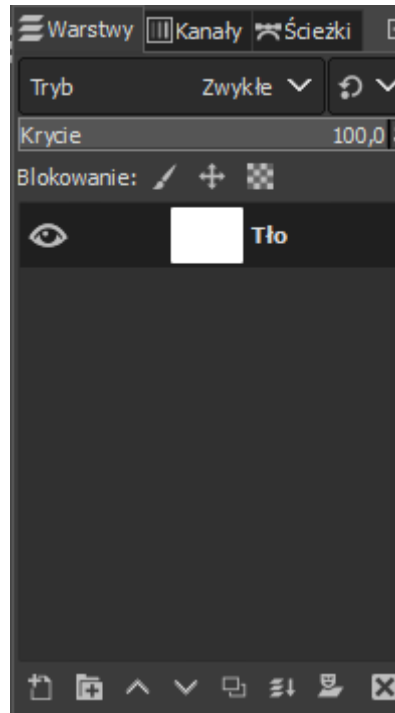 Warstwy Kanały Ścieżki
Tryb Zwykłe
Krycie 100,0
Blokowanie:
Tło